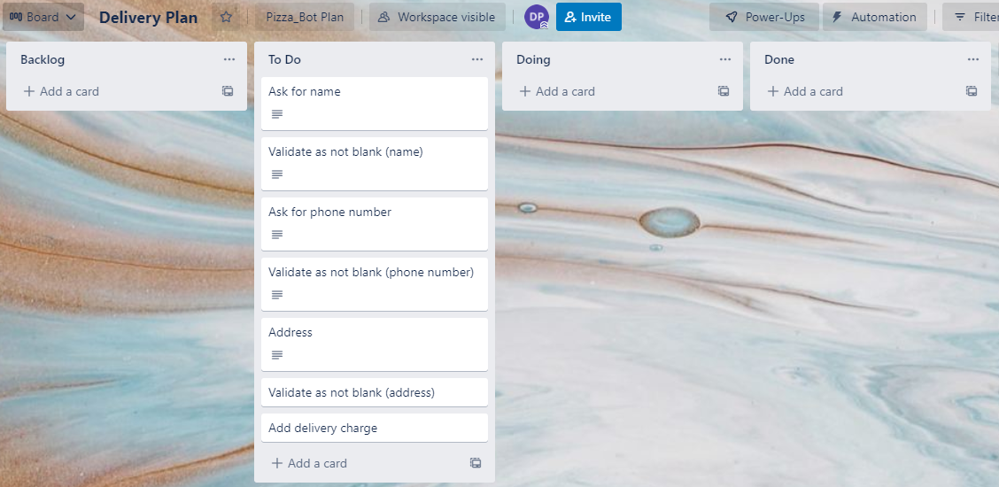 Board
Delivery Plan
Pizza_Bot Plan
Workspace visible
DP
Invite
Power-Ups
Automation
Filter
Backlog
Add a card
To Do
Ask for name
Validate as not blank (name)
Ask for phone number
Validate as not blank (phone number)
Address
Validate as not blank (address)
Add delivery charge
Add a card
Doing
Add a card
Done
Add a card